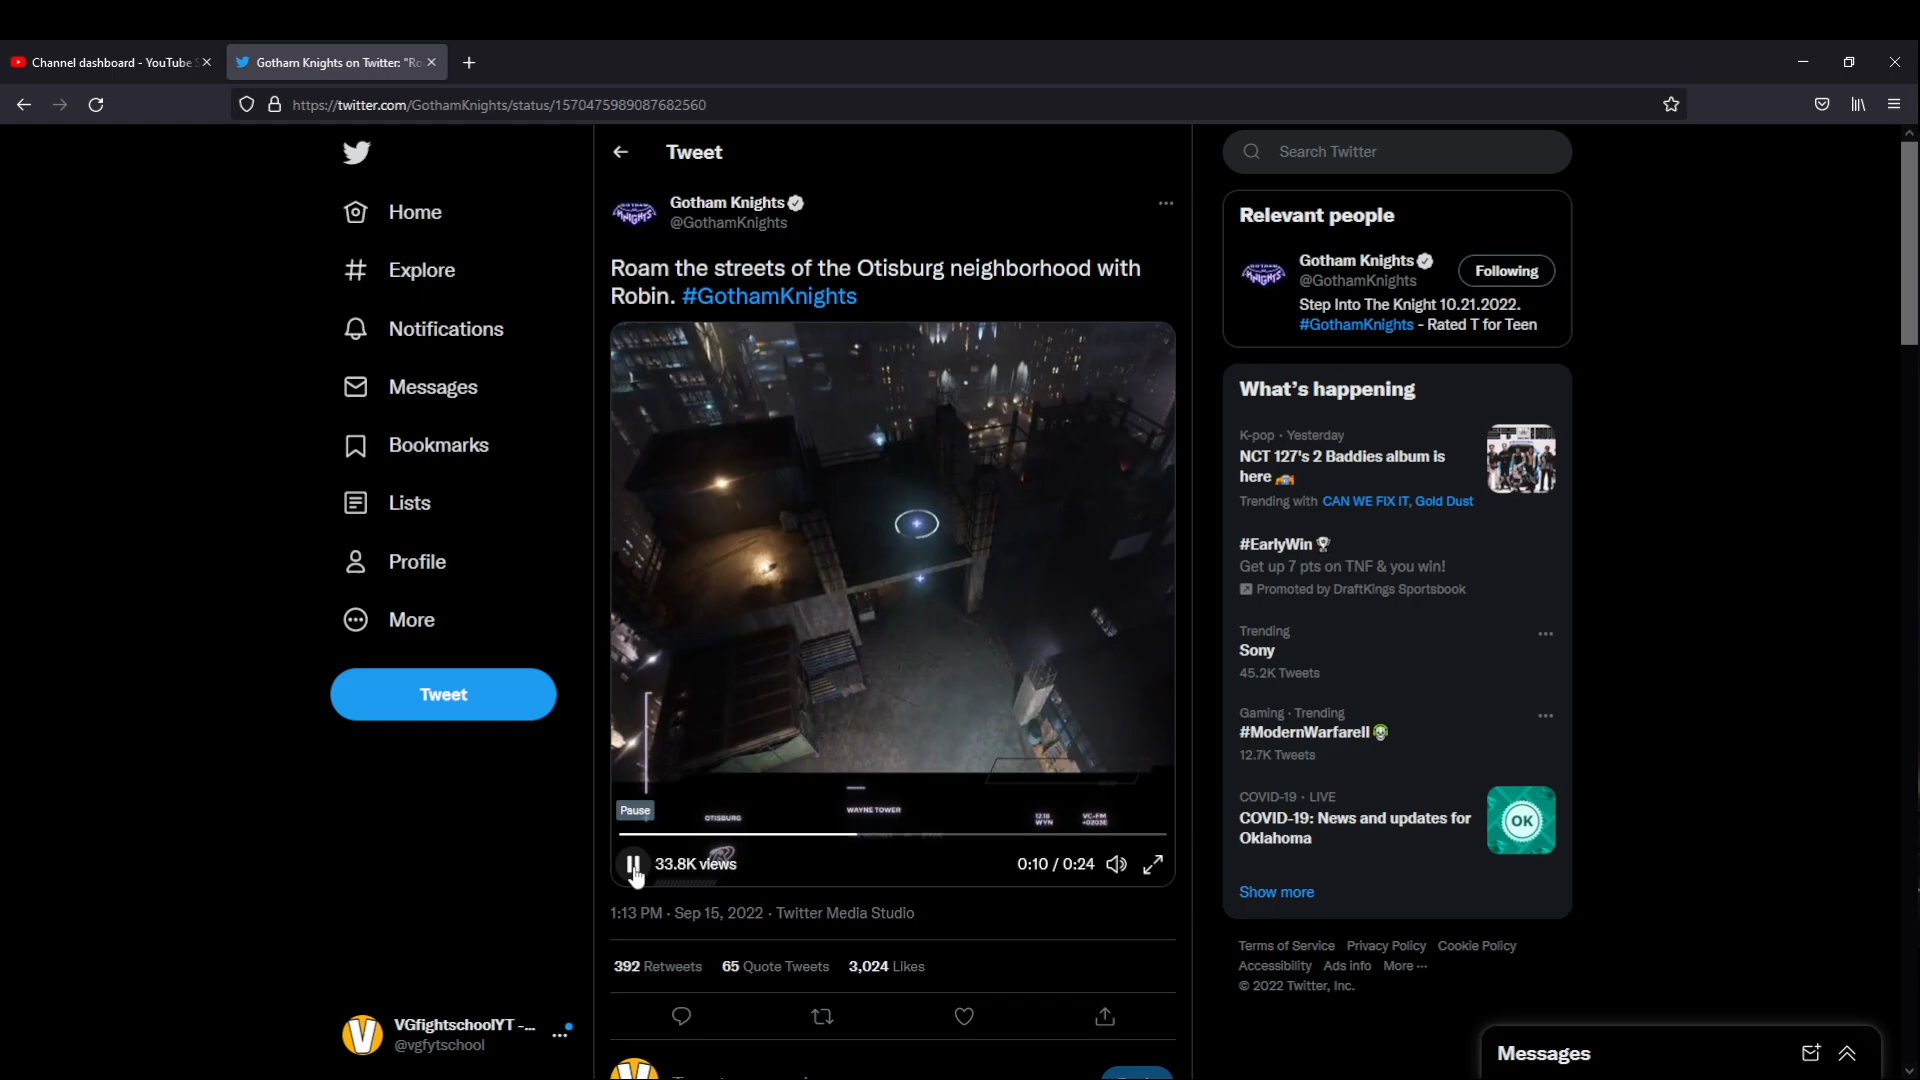 Channel dashboard - YouTube S
Gotham Knights on Twitter: "Ro
https://twitter.com/GothamKnights/status/1570475989087682560
Home
Explore
Notifications
Messages
Bookmarks
Lists
Profile
More
Tweet
VGfightschoolYT -...
@vgfytschool
Tweet
Gotham Knights
@GothamKnights
Roam the streets of the Otisburg neighborhood with
Robin. #GothamKnights
Pause
OTISBURG
WAYNE TOWER
12.18
WYN
VC-FM
+0203E
33.8K views
0:10 / 0:24
1:13 PM · Sep 15, 2022 · Twitter Media Studio
392 Retweets 65 Quote Tweets 3,024 Likes
Search Twitter
Relevant people
Gotham Knights
@GothamKnights
Following
Step Into The Knight 10.21.2022.
#GothamKnights - Rated T for Teen
What's happening
K-pop · Yesterday
NCT 127's 2 Baddies album is
here
Trending with CAN WE FIX IT, Gold Dust
#EarlyWin
Get up 7 pts on TNF & you win!
Promoted by DraftKings Sportsbook
Trending
Sony
45.2K Tweets
Gaming · Trending
#ModernWarfareII
12.7K Tweets
COVID-19 · LIVE
COVID-19: News and updates for
Oklahoma
OK
Show more
Terms of Service Privacy Policy Cookie Policy
Accessibility Ads info More ···
© 2022 Twitter, Inc.
Messages